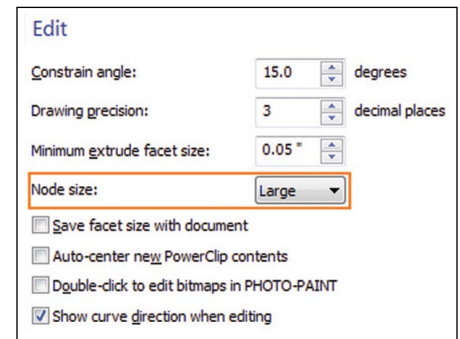 Edit
Constrain angle: 15.0 degrees
Drawing precision: 3 decimal places
Minimum extrude facet size: 0.05 "
Node size: Large
Save facet size with document
Auto-center new PowerClip contents
Double-click to edit bitmaps in PHOTO-PAINT
Show curve direction when editing